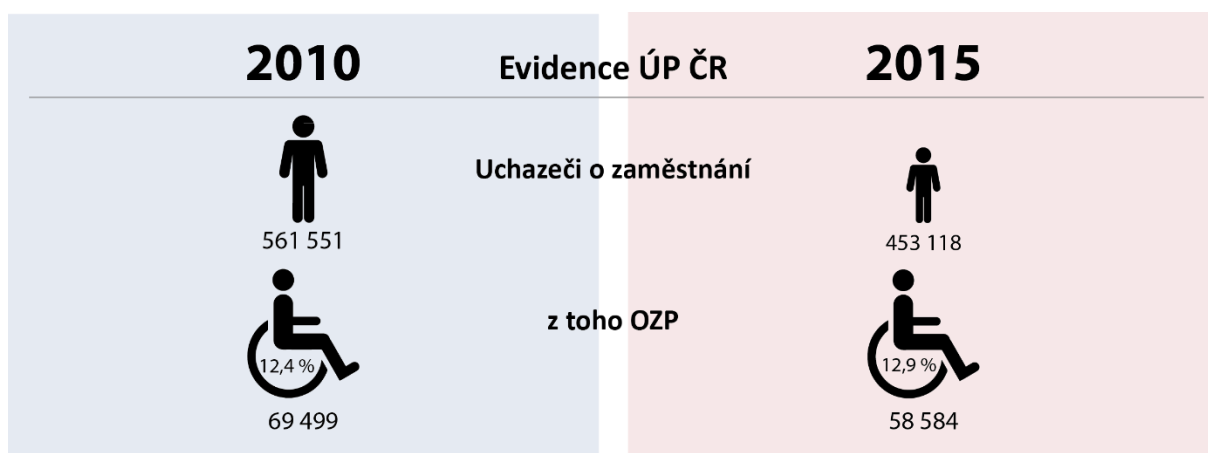 2010 Evidence ÚP ČR 2015
Uchazeči o zaměstnání
561 551 453 118
z toho OZP
12,4 % 12,9 %
69 499 58 584